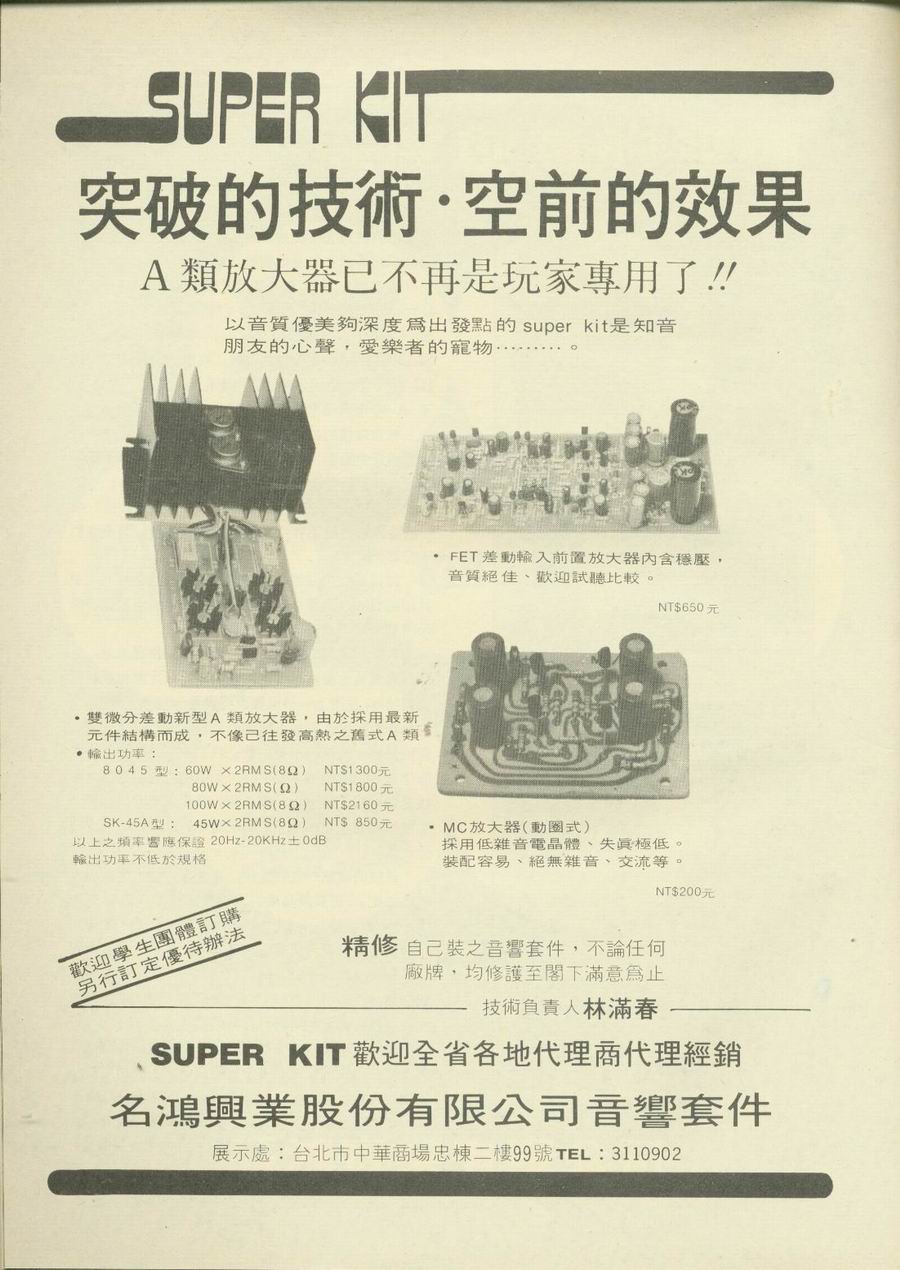 SUPER KIT
突破的技術·空前的效果
A類放大器已不再是玩家專用了!!
以音質優美夠深度爲出發點的 super kit是知音
朋友的心聲，愛樂者的寵物………。
• FET差動輸入前置放大器內含穩壓，
音質絕佳、歡迎試聽比較。
NT$650元
• 雙微分差動新型A 類放大器，由於採用最新
元件結構而成，不像己往發高熱之舊式A 類
• 輸出功率：
8045型：60W ×2RMS(8Ω) NT$1300元
80W×2RMS(Ω) NT$1800元
100W×2RMS(8Ω) NT$2160元
SK-45A型： 45W×2RMS(8Ω) NT$ 850元
以上之頻率響應保證 20Hz-20KHz±0dB
輸出功率不低於規格
• MC放大器(動圈式)
採用低雜音電晶體、失眞極低。
裝配容易、絕無雜音、交流等。
NT$200元
歡迎學生團體訂購
另行訂定優待辦法
精修 自己裝之音響套件，不論任何
廠牌，均修護至閣下滿意爲止
技術負責人林滿春
SUPER KIT歡迎全省各地代理商代理經銷
名鴻興業股份有限公司音響套件
展示處：台北市中華商場忠棟二樓99號TEL：3110902